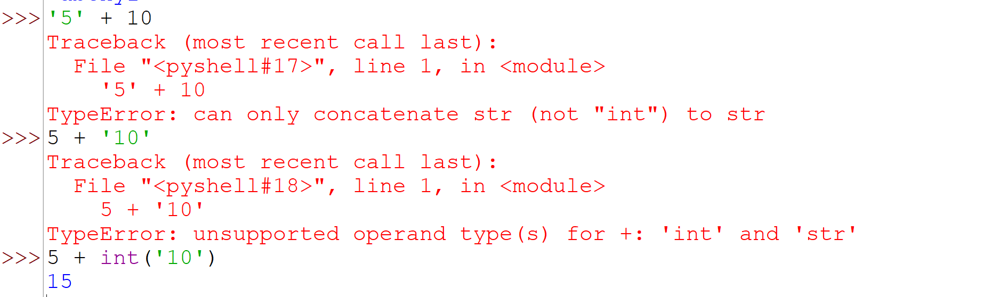 >>> '5' + 10
Traceback (most recent call last):
  File "<pyshell#17>", line 1, in <module>
    '5' + 10
TypeError: can only concatenate str (not "int") to str
>>> 5 + '10'
Traceback (most recent call last):
  File "<pyshell#18>", line 1, in <module>
    5 + '10'
TypeError: unsupported operand type(s) for +: 'int' and 'str'
>>> 5 + int('10')
15